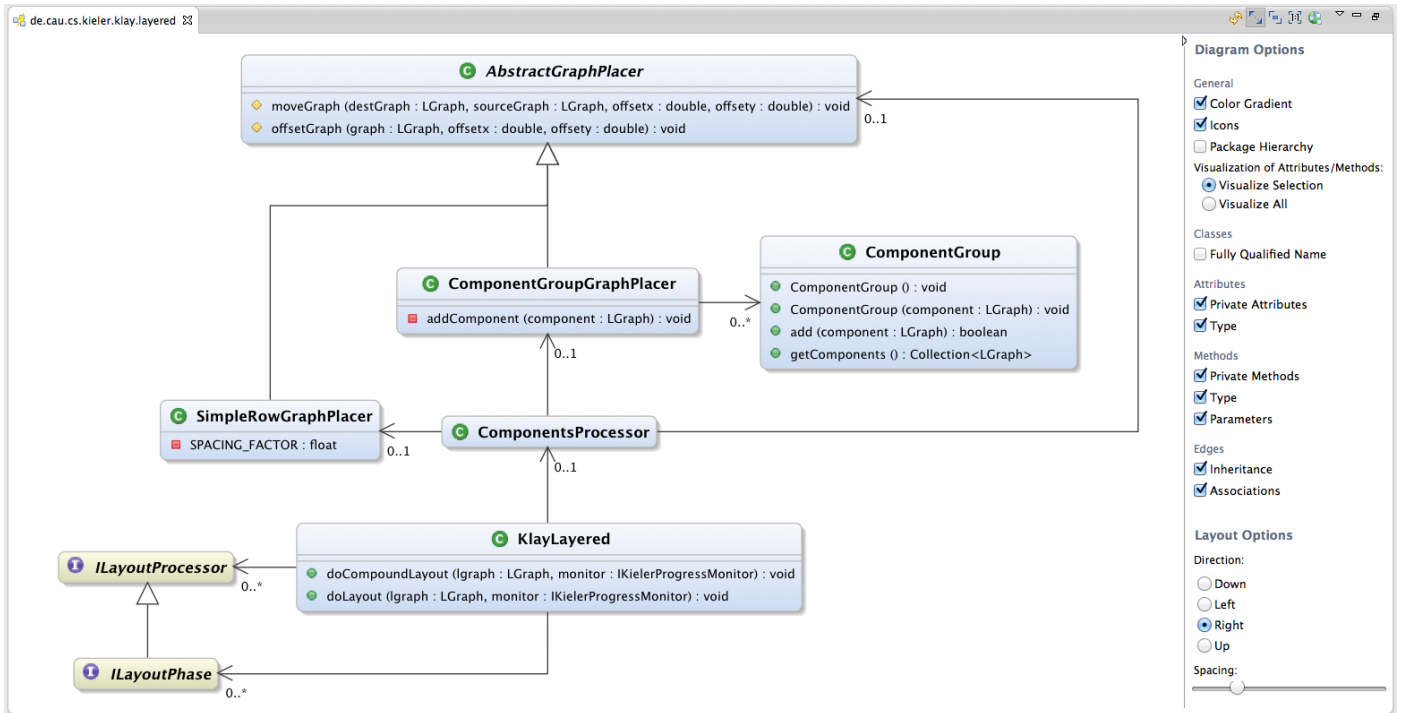 de.cau.cs.kieler.klay.layered
AbstractGraphPlacer
moveGraph (destGraph : LGraph, sourceGraph : LGraph, offsetx : double, offsety : double) : void
offsetGraph (graph : LGraph, offsetx : double, offsety : double) : void
0..1
ComponentGroupGraphPlacer
addComponent (component : LGraph) : void
0..*
ComponentGroup
ComponentGroup () : void
ComponentGroup (component : LGraph) : void
add (component : LGraph) : boolean
getComponents () : Collection<LGraph>
0..1
SimpleRowGraphPlacer
SPACING_FACTOR : float
0..1
ComponentsProcessor
0..1
KlayLayered
doCompoundLayout (lgraph : LGraph, monitor : IKielerProgressMonitor) : void
doLayout (lgraph : LGraph, monitor : IKielerProgressMonitor) : void
ILayoutProcessor
0..*
ILayoutPhase
0..*
Diagram Options
General
Color Gradient
Icons
Package Hierarchy
Visualization of Attributes/Methods:
Visualize Selection
Visualize All
Classes
Fully Qualified Name
Attributes
Private Attributes
Type
Methods
Private Methods
Type
Parameters
Edges
Inheritance
Associations
Layout Options
Direction:
Down
Left
Right
Up
Spacing: